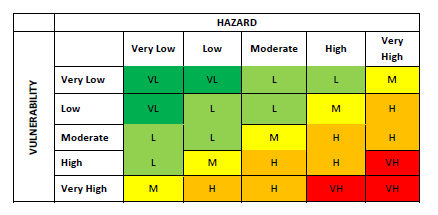 HAZARD
Very Low Low Moderate High Very High
VULNERABILITY
Very Low VL VL L L M
Low VL L L M H
Moderate L L M H H
High L M H H VH
Very High M H H VH VH